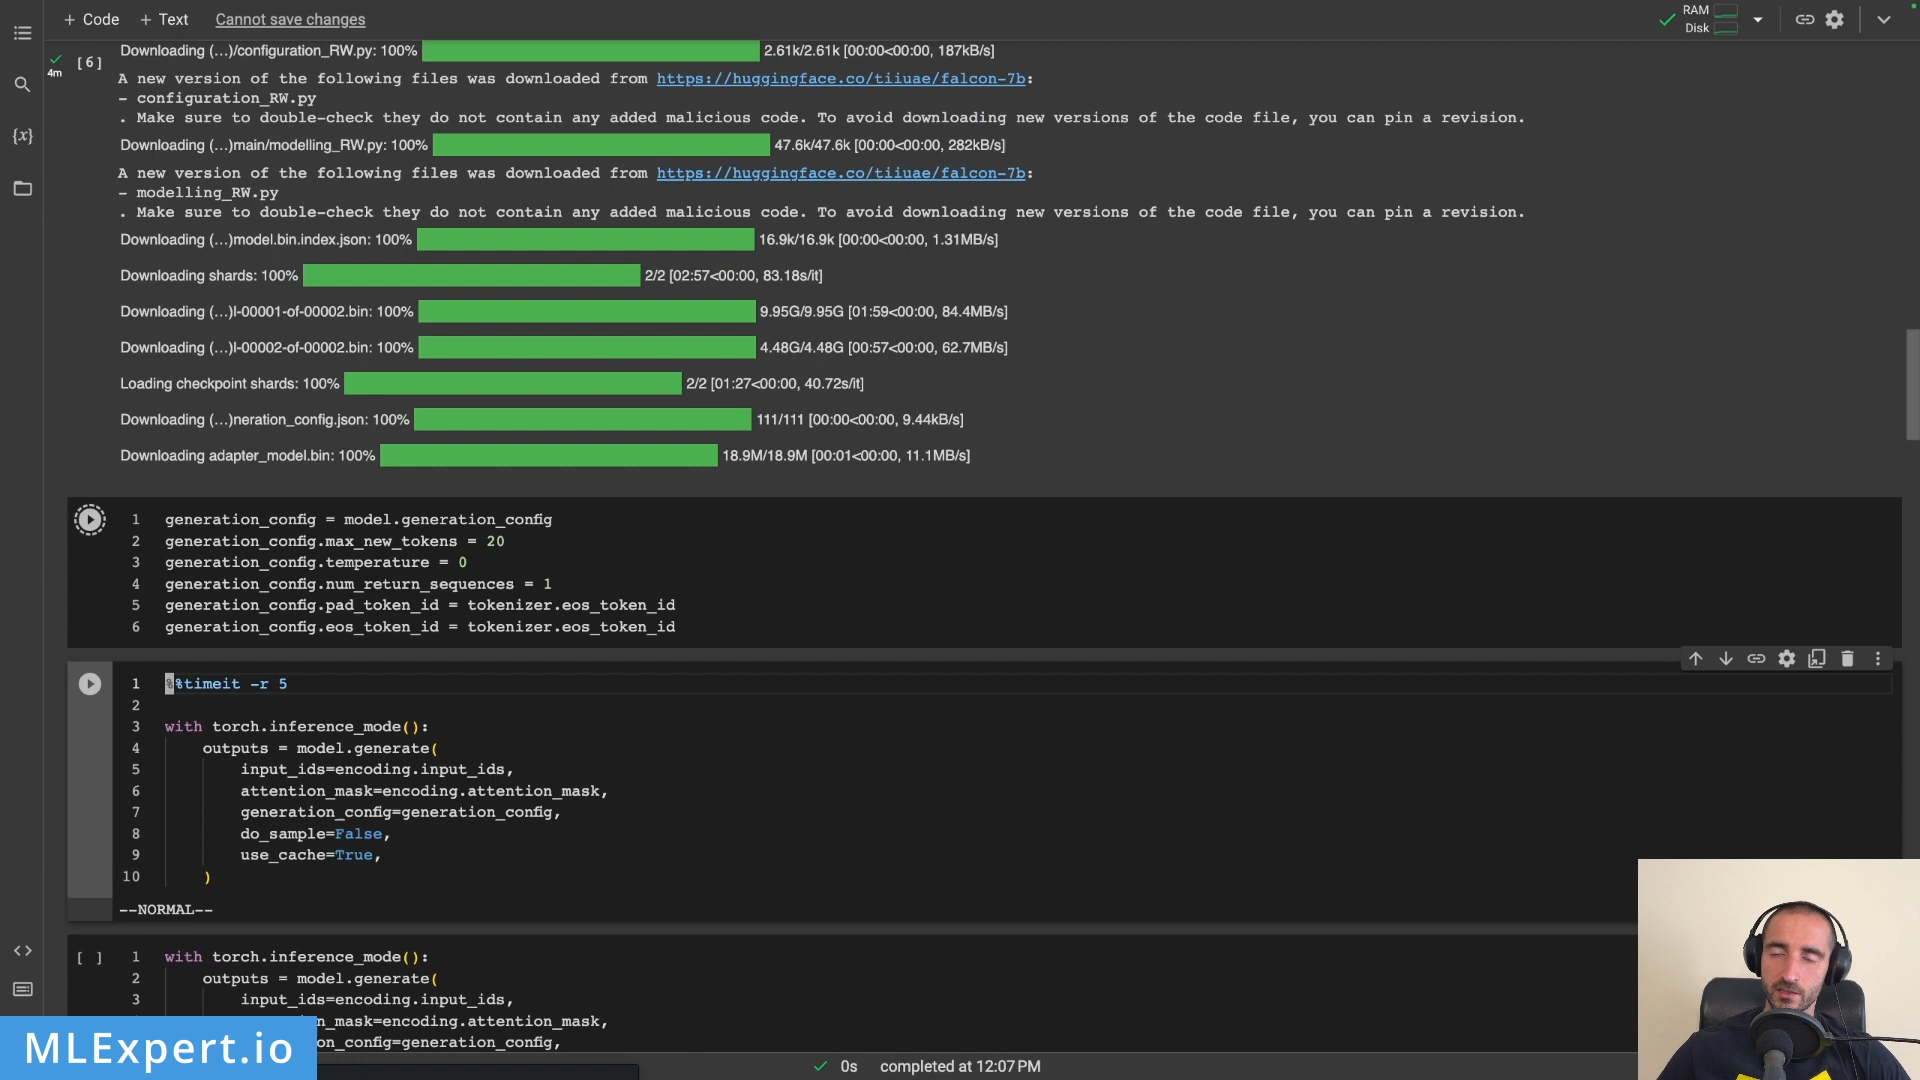 + Code + Text Cannot save changes
RAM
Disk
4m
[6]
Downloading (...)/configuration_RW.py: 100% 2.61k/2.61k [00:00<00:00, 187kB/s]
A new version of the following files was downloaded from https://huggingface.co/tiiuae/falcon-7b:
- configuration_RW.py
. Make sure to double-check they do not contain any added malicious code. To avoid downloading new versions of the code file, you can pin a revision.
Downloading (...)main/modelling_RW.py: 100% 47.6k/47.6k [00:00<00:00, 282kB/s]
A new version of the following files was downloaded from https://huggingface.co/tiiuae/falcon-7b:
- modelling_RW.py
. Make sure to double-check they do not contain any added malicious code. To avoid downloading new versions of the code file, you can pin a revision.
Downloading (...)model.bin.index.json: 100% 16.9k/16.9k [00:00<00:00, 1.31MB/s]
Downloading shards: 100% 2/2 [02:57<00:00, 83.18s/it]
Downloading (...)l-00001-of-00002.bin: 100% 9.95G/9.95G [01:59<00:00, 84.4MB/s]
Downloading (...)l-00002-of-00002.bin: 100% 4.48G/4.48G [00:57<00:00, 62.7MB/s]
Loading checkpoint shards: 100% 2/2 [01:27<00:00, 40.72s/it]
Downloading (...)neration_config.json: 100% 111/111 [00:00<00:00, 9.44kB/s]
Downloading adapter_model.bin: 100% 18.9M/18.9M [00:01<00:00, 11.1MB/s]
1 generation_config = model.generation_config
2 generation_config.max_new_tokens = 20
3 generation_config.temperature = 0
4 generation_config.num_return_sequences = 1
5 generation_config.pad_token_id = tokenizer.eos_token_id
6 generation_config.eos_token_id = tokenizer.eos_token_id
1 %%timeit -r 5
2
3 with torch.inference_mode():
4 outputs = model.generate(
5 input_ids=encoding.input_ids,
6 attention_mask=encoding.attention_mask,
7 generation_config=generation_config,
8 do_sample=False,
9 use_cache=True,
10 )
--NORMAL--
[ ] 1 with torch.inference_mode():
2 outputs = model.generate(
3 input_ids=encoding.input_ids,
n_mask=encoding.attention_mask,
on_config=generation_config,
MLExpert.io
0s completed at 12:07 PM